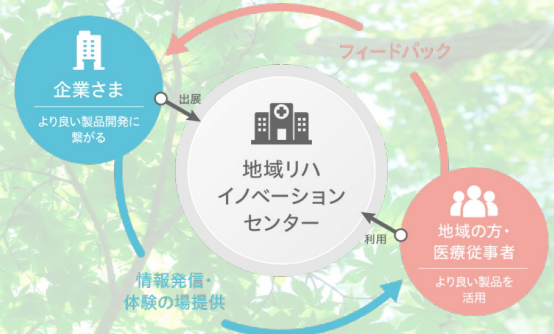 フィードバック
企業さま
より良い製品開発に
繋がる
出展
地域リハ
イノベーション
センター
利用
地域の方・
医療従事者
より良い製品を
活用
情報発信・
体験の場提供